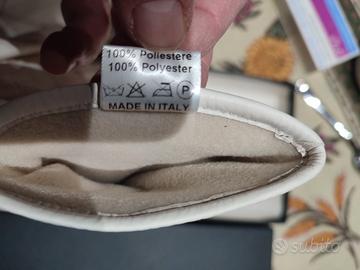 100% Poliestere
100% Polyester
P
MADE IN ITALY
subito